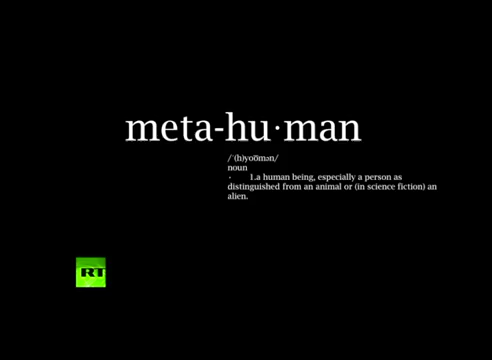 meta-hu·man
/ˈ(h)yo͞omən/
noun
· 1.a human being, especially a person as
distinguished from an animal or (in science fiction) an
alien.
RT